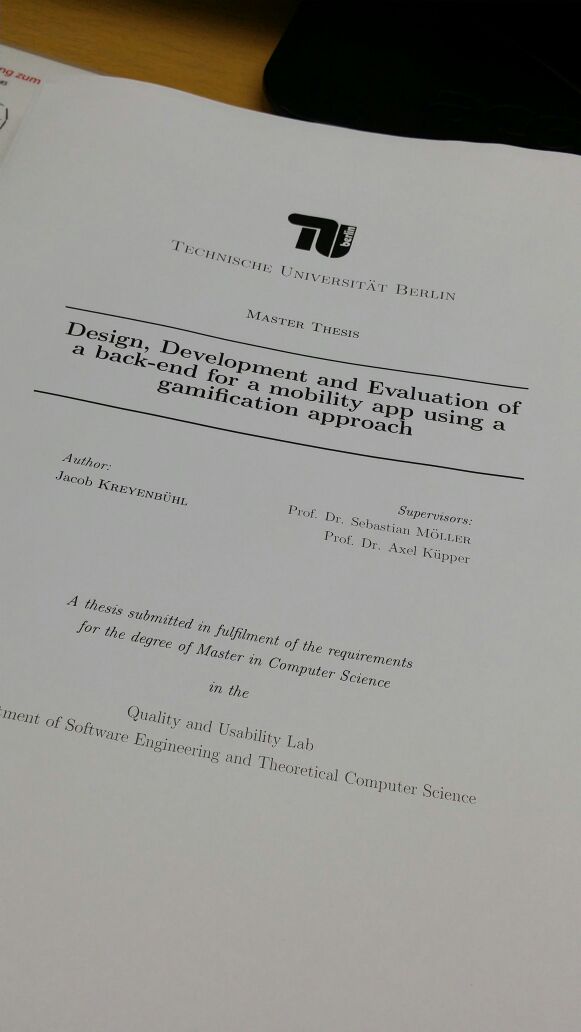 ng zum
berlin
TECHNISCHE UNIVERSITÄT BERLIN
MASTER THESIS
Design, Development and Evaluation of
a back-end for a mobility app using a
gamification approach
Author:
Jacob KREYENBÜHL
Supervisors:
Prof. Dr. Sebastian MÖLLER
Prof. Dr. Axel Küpper
A thesis submitted in fulfilment of the requirements
for the degree of Master in Computer Science
in the
Quality and Usability Lab
tment of Software Engineering and Theoretical Computer Science